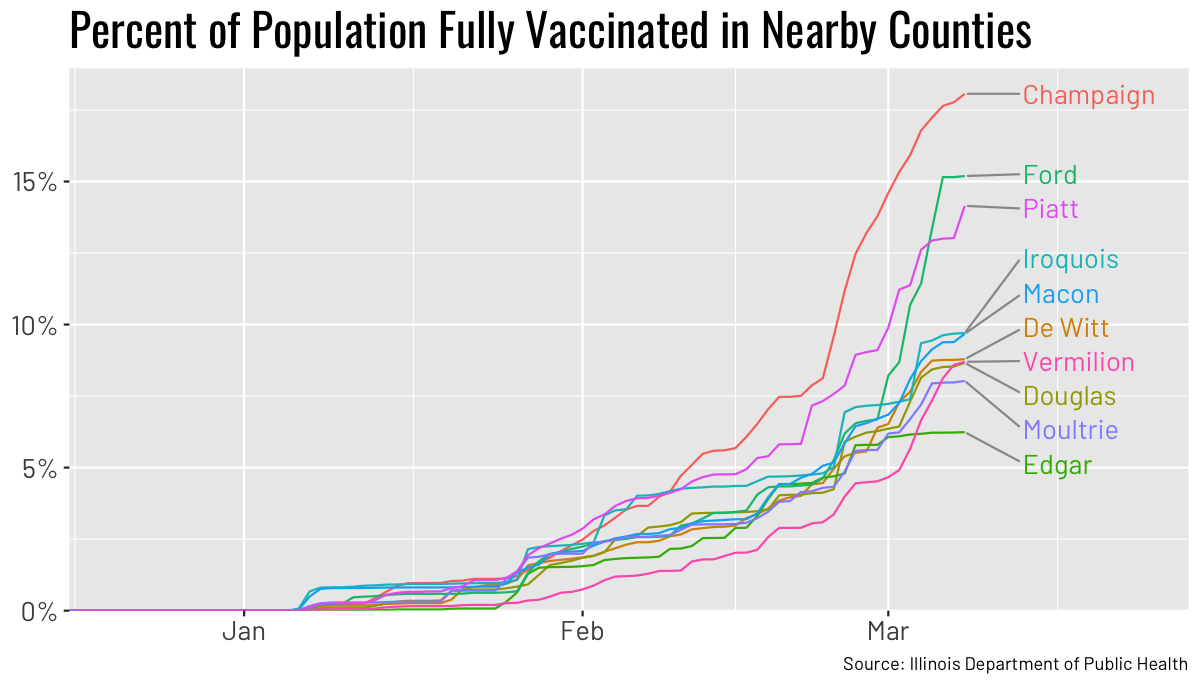 Percent of Population Fully Vaccinated in Nearby Counties
Champaign
15%
Ford
Piatt
Iroquois
Macon
10%
De Witt
Vermilion
Douglas
Moultrie
5%
Edgar
0%
Jan Feb Mar
Source: Illinois Department of Public Health